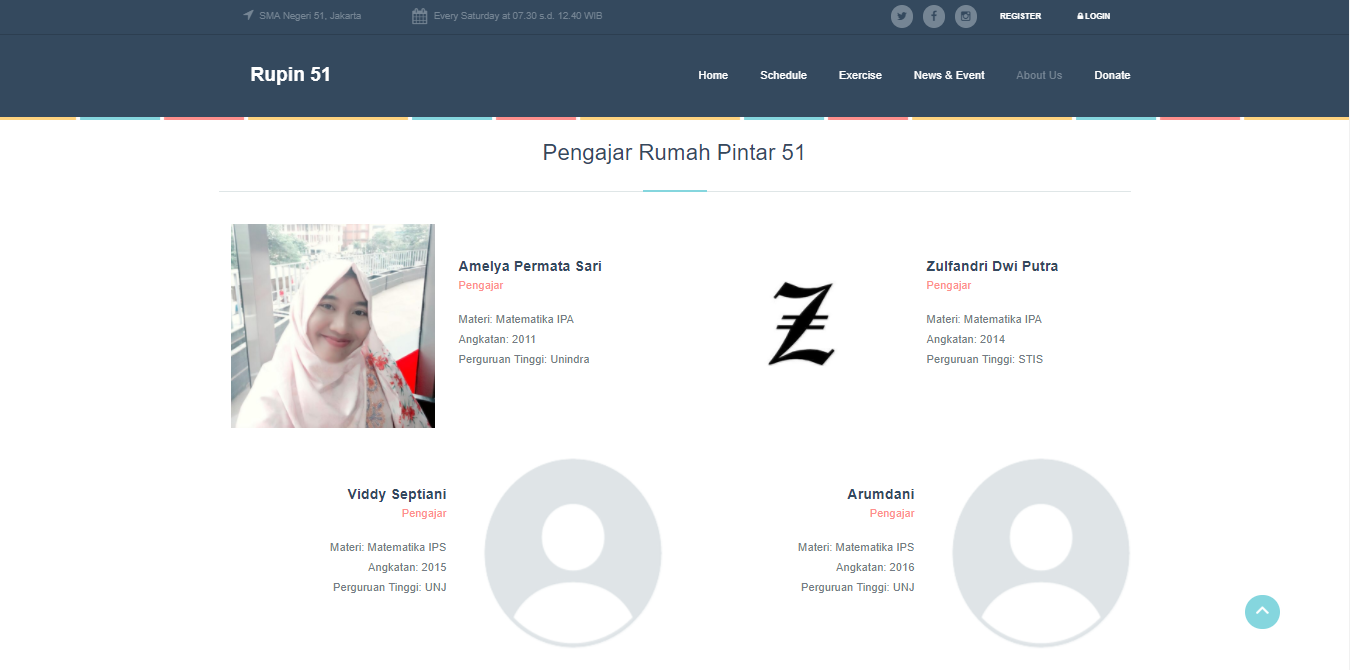 SMA Negeri 51, Jakarta
Every Saturday at 07.30 s.d. 12.40 WIB
REGISTER
LOGIN
Rupin 51
Home
Schedule
Exercise
News & Event
About Us
Donate
Pengajar Rumah Pintar 51
Amelya Permata Sari
Pengajar
Materi: Matematika IPA
Angkatan: 2011
Perguruan Tinggi: Unindra
Zulfandri Dwi Putra
Pengajar
Materi: Matematika IPA
Angkatan: 2014
Perguruan Tinggi: STIS
Viddy Septiani
Pengajar
Materi: Matematika IPS
Angkatan: 2015
Perguruan Tinggi: UNJ
Arumdani
Pengajar
Materi: Matematika IPS
Angkatan: 2016
Perguruan Tinggi: UNJ